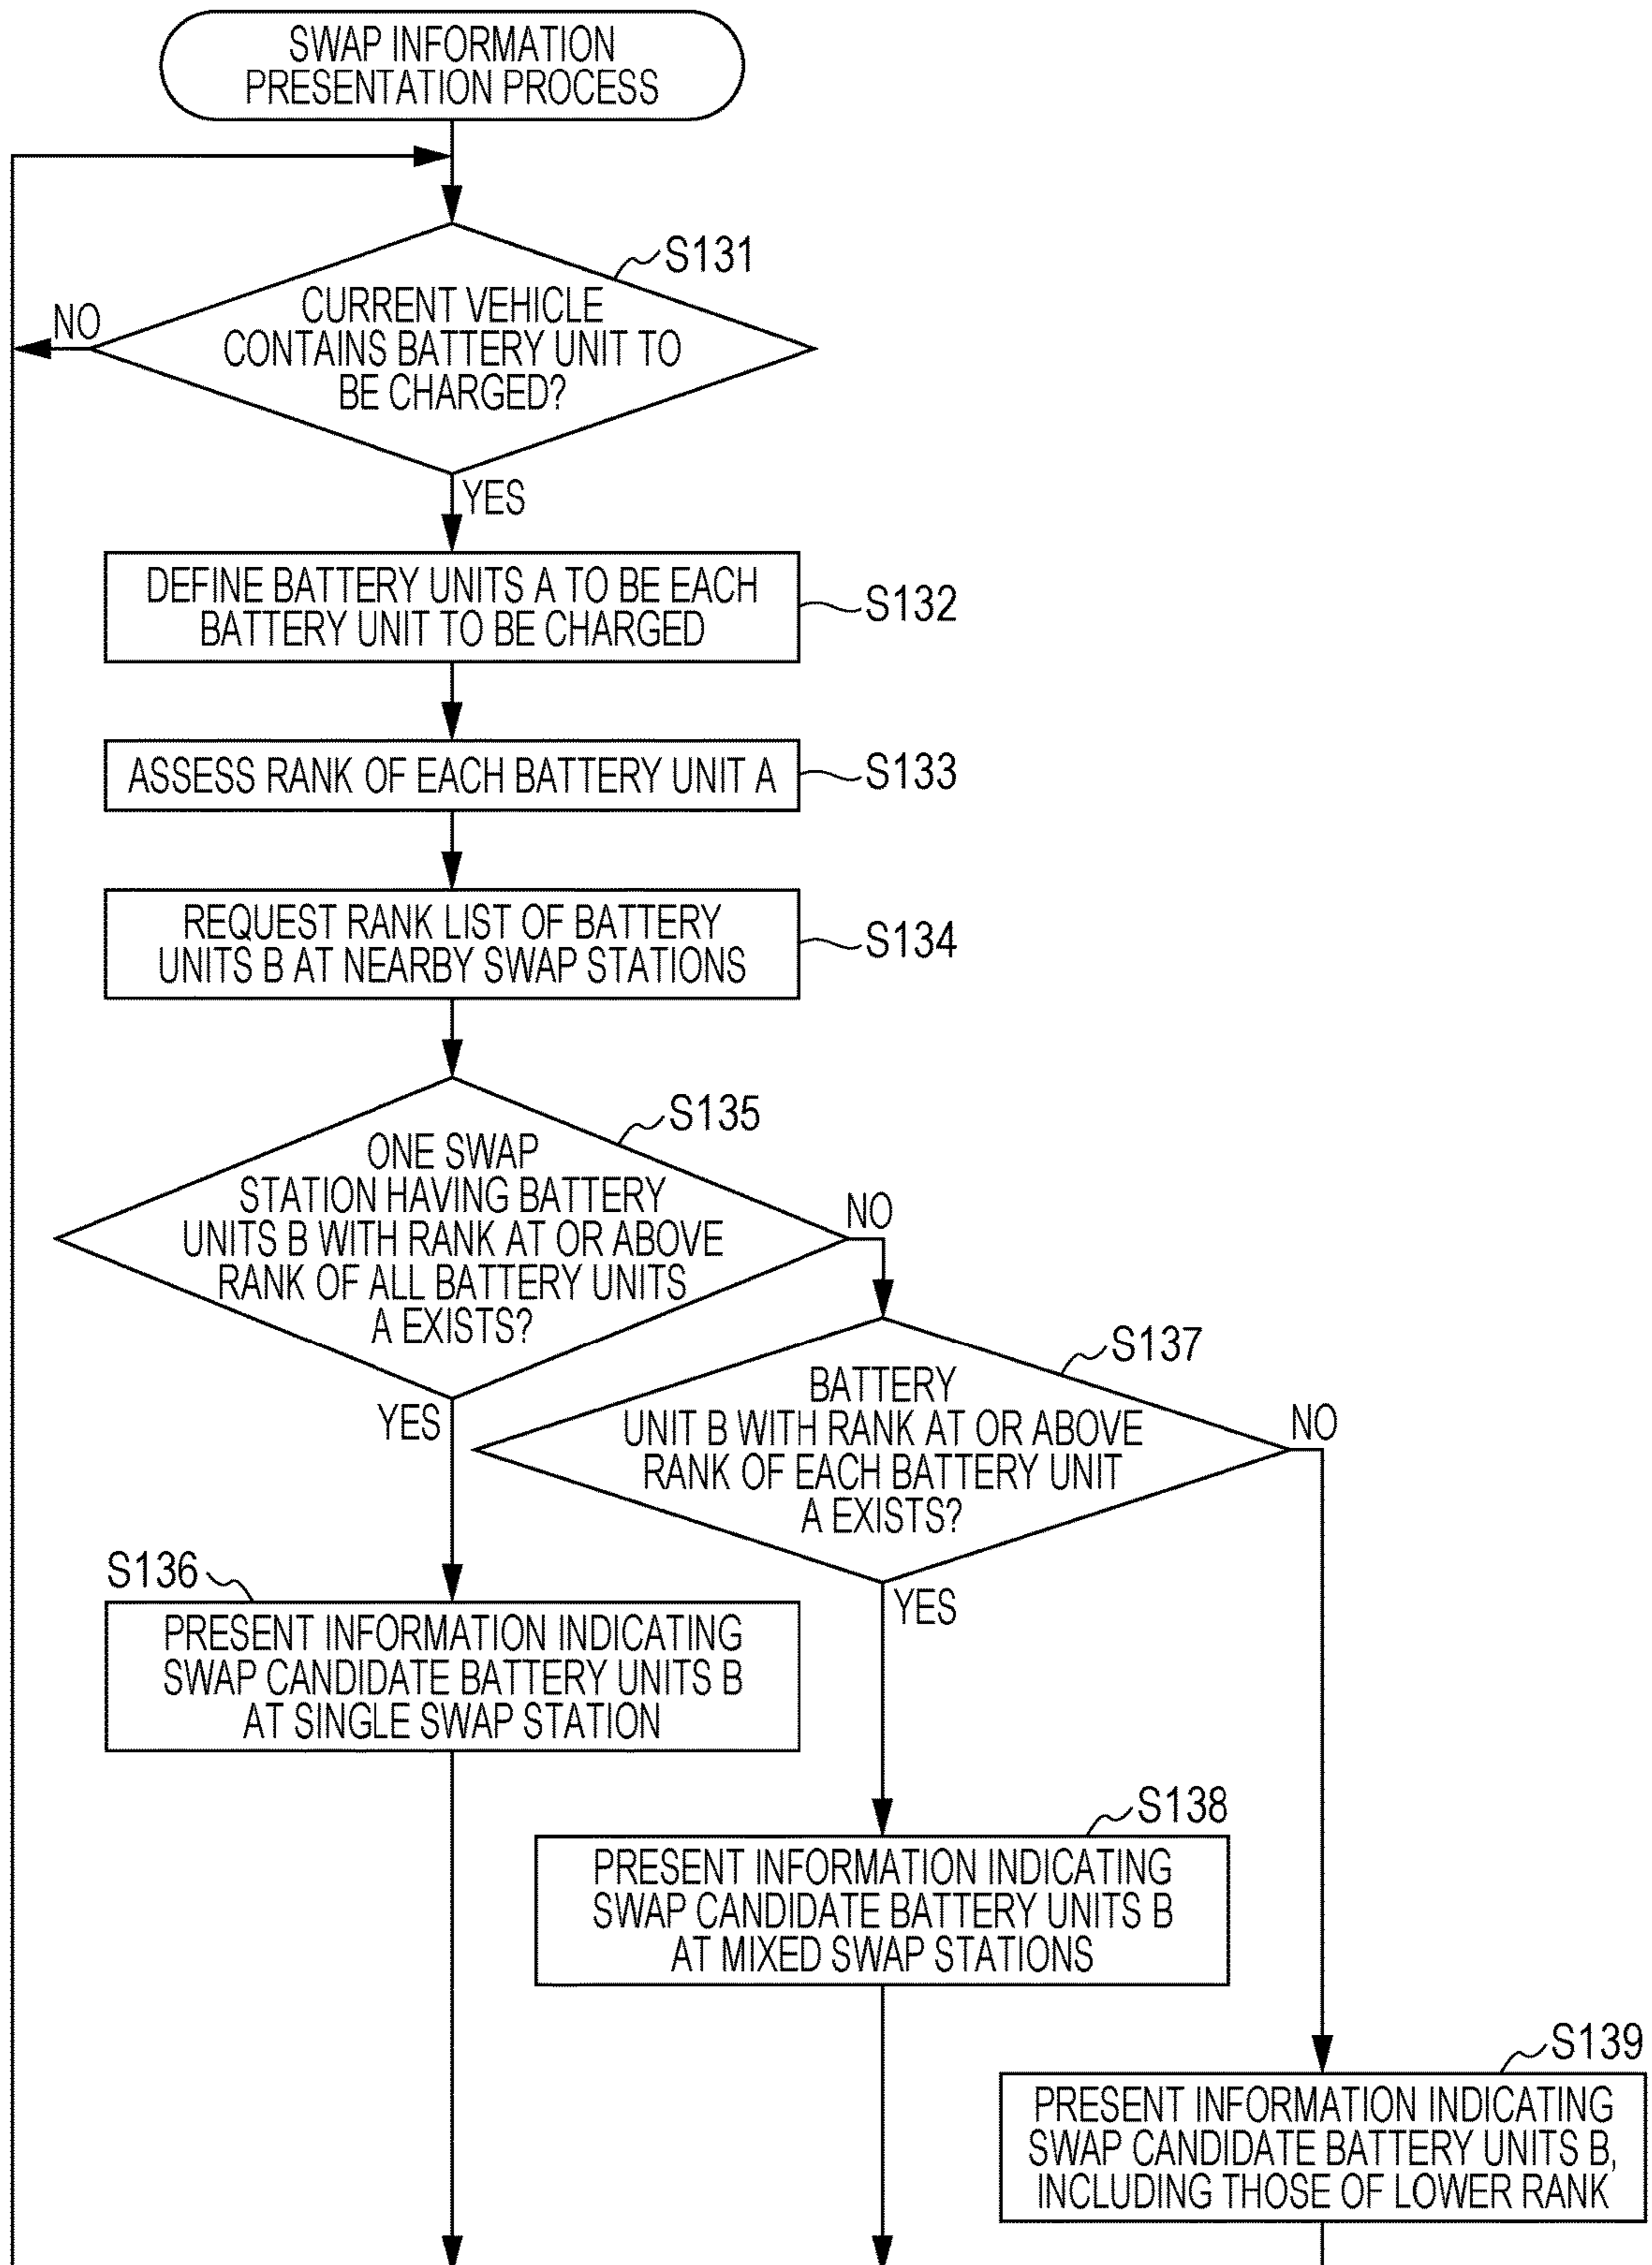 SWAP INFORMATION
PRESENTATION PROCESS
S131
CURRENT VEHICLE
CONTAINS BATTERY UNIT TO
BE CHARGED?
NO
YES
DEFINE BATTERY UNITS A TO BE EACH
BATTERY UNIT TO BE CHARGED
S132
ASSESS RANK OF EACH BATTERY UNIT A
S133
REQUEST RANK LIST OF BATTERY
UNITS B AT NEARBY SWAP STATIONS
S134
S135
ONE SWAP
STATION HAVING BATTERY
UNITS B WITH RANK AT OR ABOVE
RANK OF ALL BATTERY UNITS
A EXISTS?
NO
YES
S137
BATTERY
UNIT B WITH RANK AT OR ABOVE
RANK OF EACH BATTERY UNIT
A EXISTS?
NO
YES
S136
PRESENT INFORMATION INDICATING
SWAP CANDIDATE BATTERY UNITS B
AT SINGLE SWAP STATION
S138
PRESENT INFORMATION INDICATING
SWAP CANDIDATE BATTERY UNITS B
AT MIXED SWAP STATIONS
S139
PRESENT INFORMATION INDICATING
SWAP CANDIDATE BATTERY UNITS B,
INCLUDING THOSE OF LOWER RANK